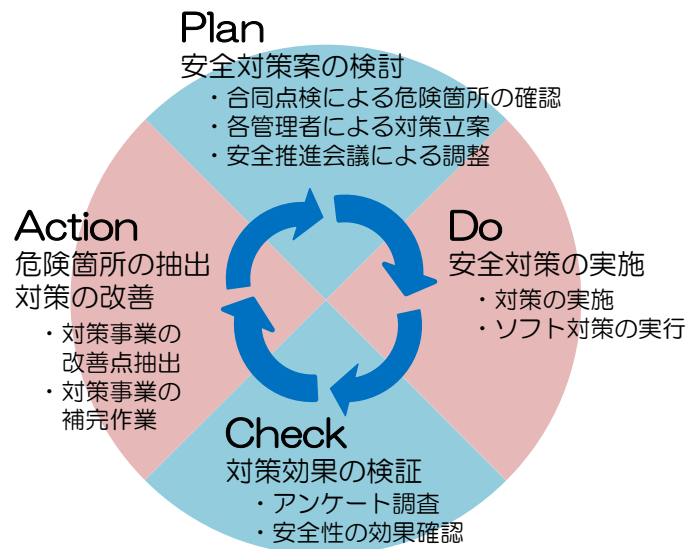 Plan
安全対策案の検討
・合同点検による危険箇所の確認
・各管理者による対策立案
・安全推進会議による調整
Do
安全対策の実施
・対策の実施
・ソフト対策の実行
Check
対策効果の検証
・アンケート調査
・安全性の効果確認
Action
危険箇所の抽出
対策の改善
・対策事業の
改善点抽出
・対策事業の
補完作業